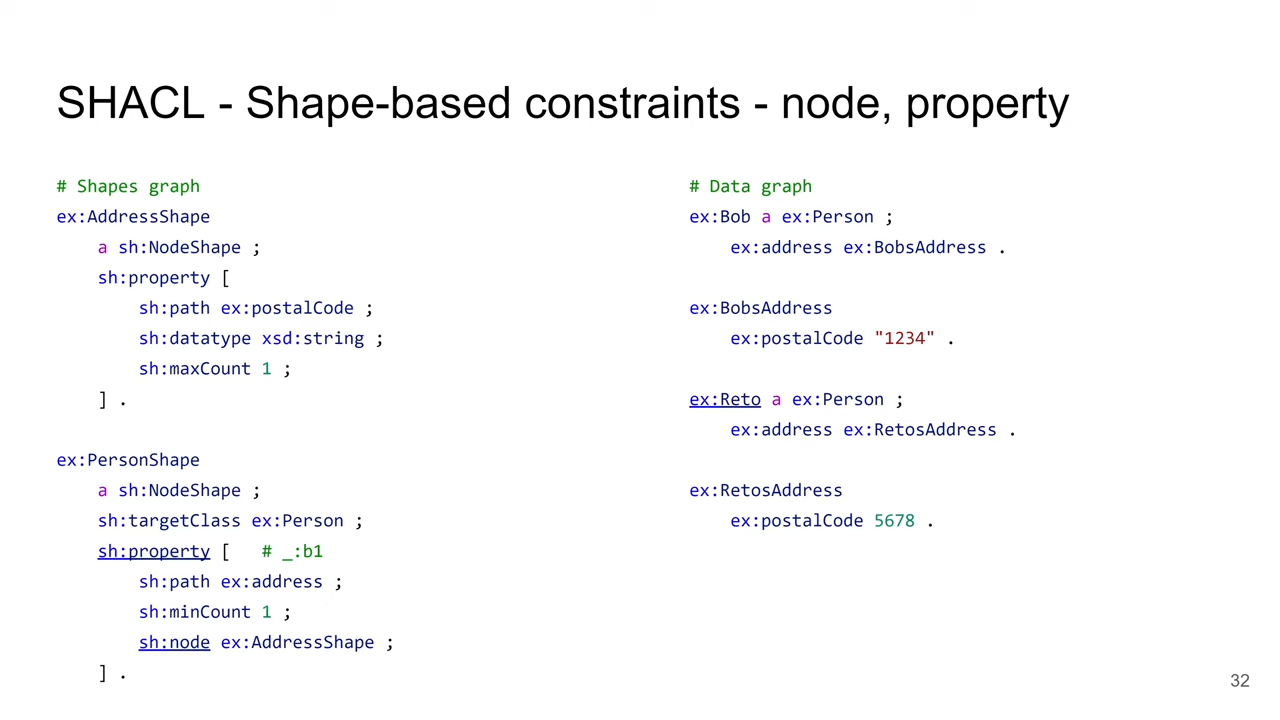 SHACL - Shape-based constraints - node, property
# Shapes graph
ex:AddressShape
    a sh:NodeShape ;
    sh:property [
        sh:path ex:postalCode ;
        sh:datatype xsd:string ;
        sh:maxCount 1 ;
    ] .
ex:PersonShape
    a sh:NodeShape ;
    sh:targetClass ex:Person ;
    sh:property [   # _:b1
        sh:path ex:address ;
        sh:minCount 1 ;
        sh:node ex:AddressShape ;
    ] .
# Data graph
ex:Bob a ex:Person ;
    ex:address ex:BobsAddress .
ex:BobsAddress
    ex:postalCode "1234" .
ex:Reto a ex:Person ;
    ex:address ex:RetosAddress .
ex:RetosAddress
    ex:postalCode 5678 .
32